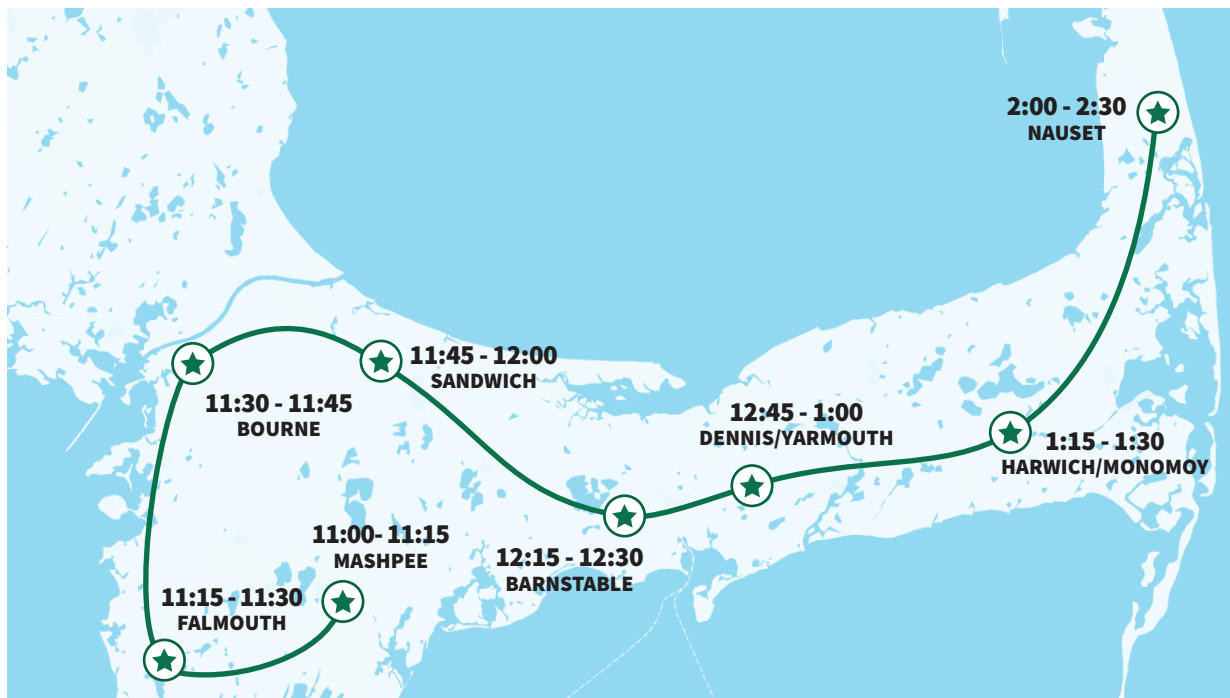 2:00 - 2:30
NAUSET
11:45 - 12:00
SANDWICH
11:30 - 11:45
BOURNE
12:45 - 1:00
DENNIS/YARMOUTH
1:15 - 1:30
HARWICH/MONOMOY
11:00- 11:15
MASHPEE
12:15 - 12:30
BARNSTABLE
11:15 - 11:30
FALMOUTH